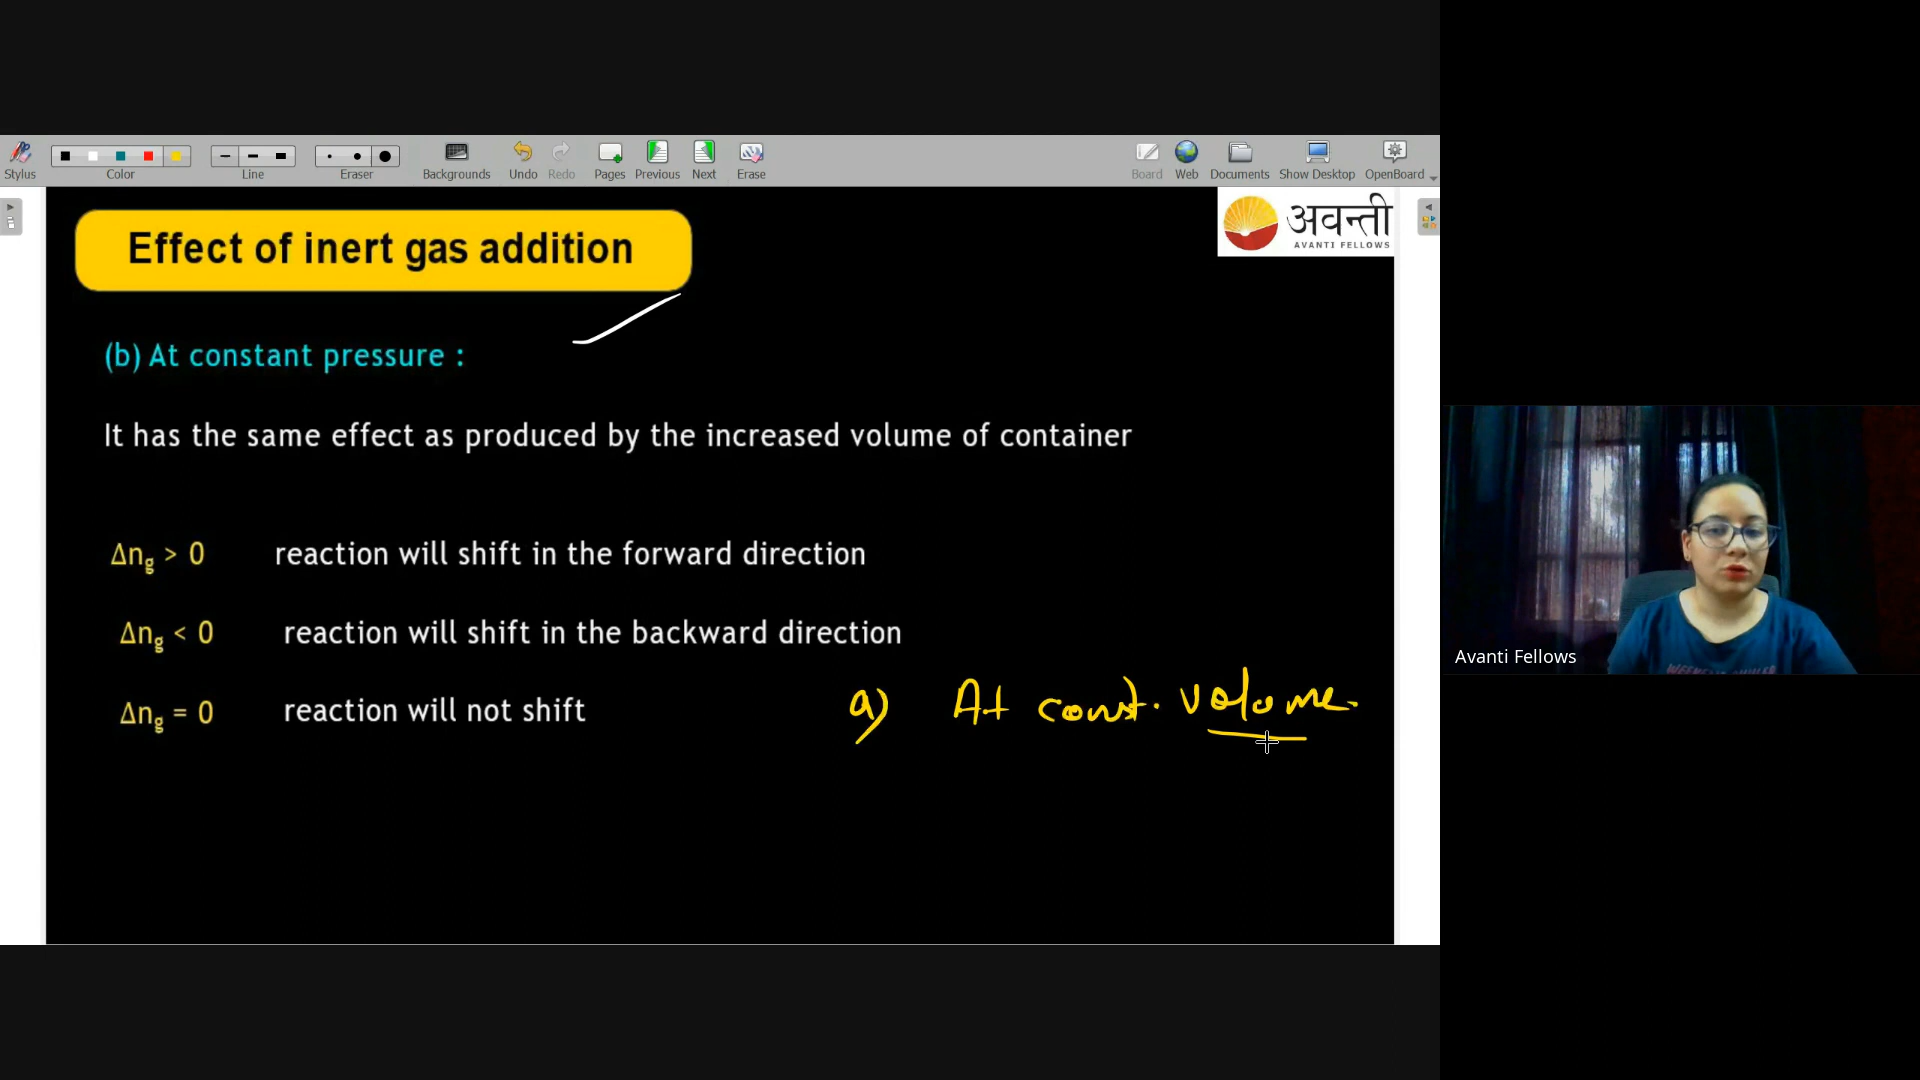 Stylus
Color
Line
Eraser
Backgrounds
Undo
Redo
Pages
Previous
Next
Erase
Board
Web
Documents
Show Desktop
OpenBoard
Effect of inert gas addition
अवन्ती
AVANTI FELLOWS
(b) At constant pressure :
It has the same effect as produced by the increased volume of container
Δng > 0 reaction will shift in the forward direction
Δng < 0 reaction will shift in the backward direction
Δng = 0 reaction will not shift
a) At const. volume.
Avanti Fellows